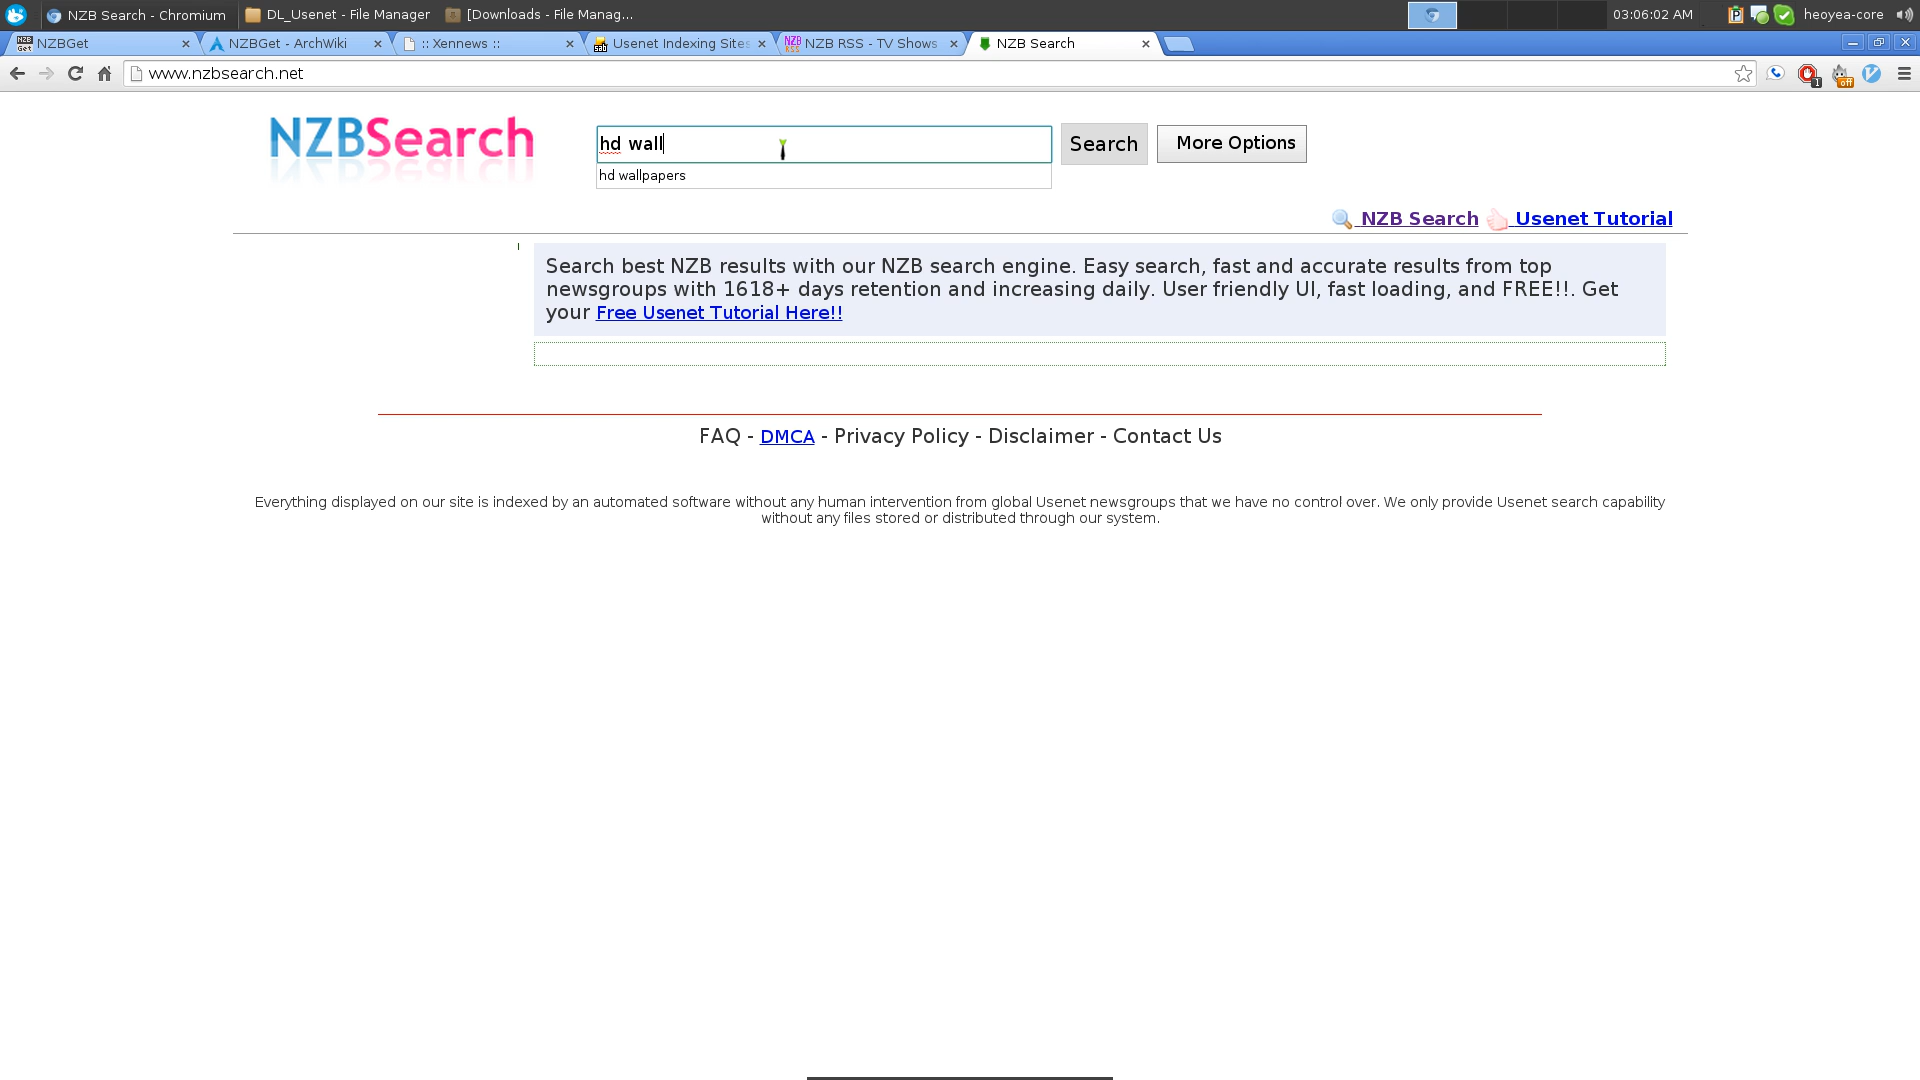 NZB Search - Chromium
DL_Usenet - File Manager
[Downloads - File Manag...
03:06:02 AM
heoyea-core
NZBGet
NZBGet - ArchWiki
:: Xennews ::
Usenet Indexing Sites
NZB RSS - TV Shows
NZB Search
www.nzbsearch.net
1
off
NZBSearch
hd wall
Search
More Options
hd wallpapers
NZB Search
Usenet Tutorial
Search best NZB results with our NZB search engine. Easy search, fast and accurate results from top
newsgroups with 1618+ days retention and increasing daily. User friendly UI, fast loading, and FREE!!. Get
your Free Usenet Tutorial Here!!
FAQ - DMCA - Privacy Policy - Disclaimer - Contact Us
Everything displayed on our site is indexed by an automated software without any human intervention from global Usenet newsgroups that we have no control over. We only provide Usenet search capability
without any files stored or distributed through our system.